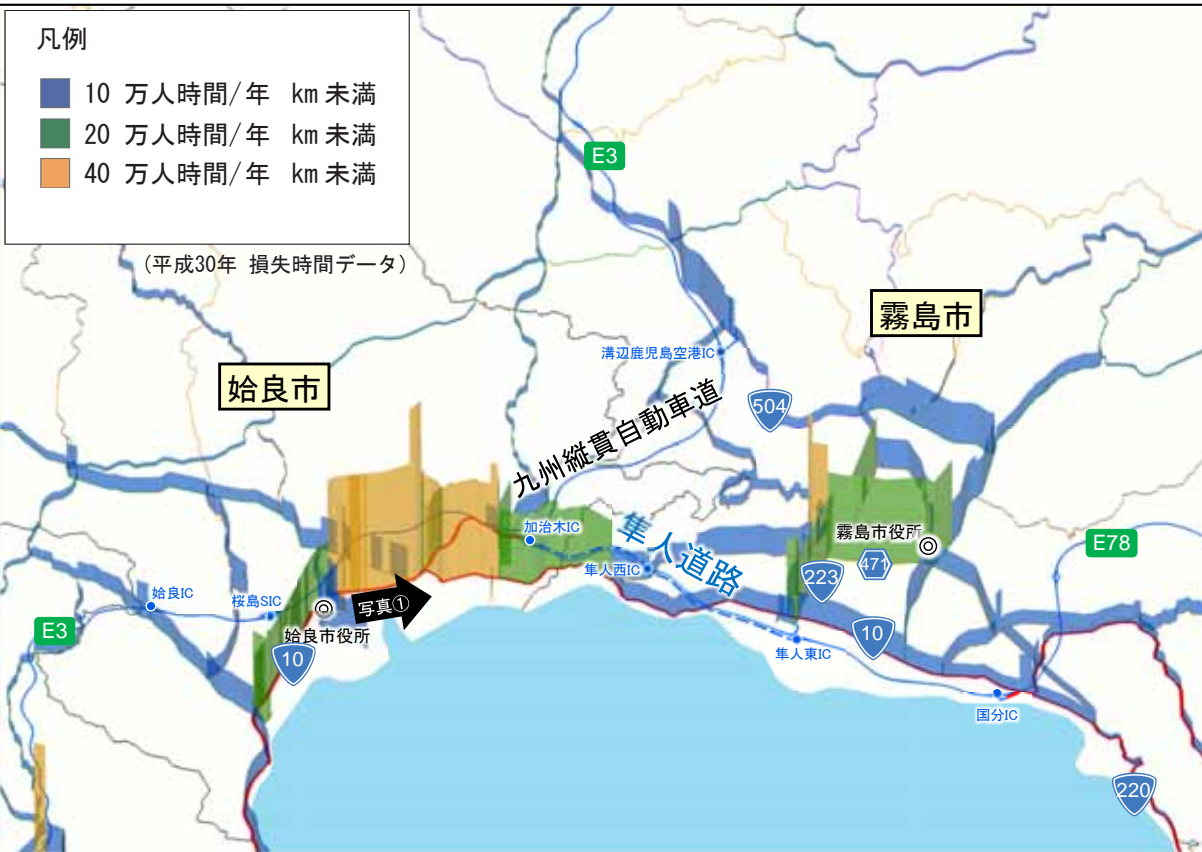 凡例
10 万人時間/年 km未満
20 万人時間/年 km未満
40 万人時間/年 km未満
(平成30年 損失時間データ)
E3
霧島市
溝辺鹿児島空港IC
姶良市
504
九州縦貫自動車道
加治木IC
隼人道路
霧島市役所
E78
隼人西IC
471
223
姶良IC
桜島SIC
写真①
E3
姶良市役所
10
10
隼人東IC
国分IC
220